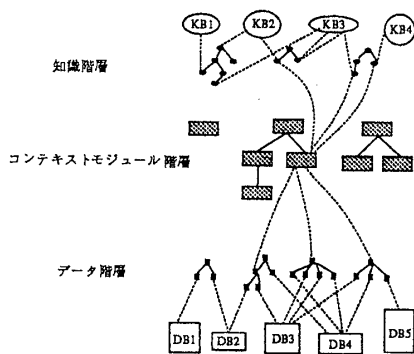 KB1 KB2 KB3 KB4
知識階層
コンテキストモジュール階層
データ階層
DB1 DB2 DB3 DB4 DB5